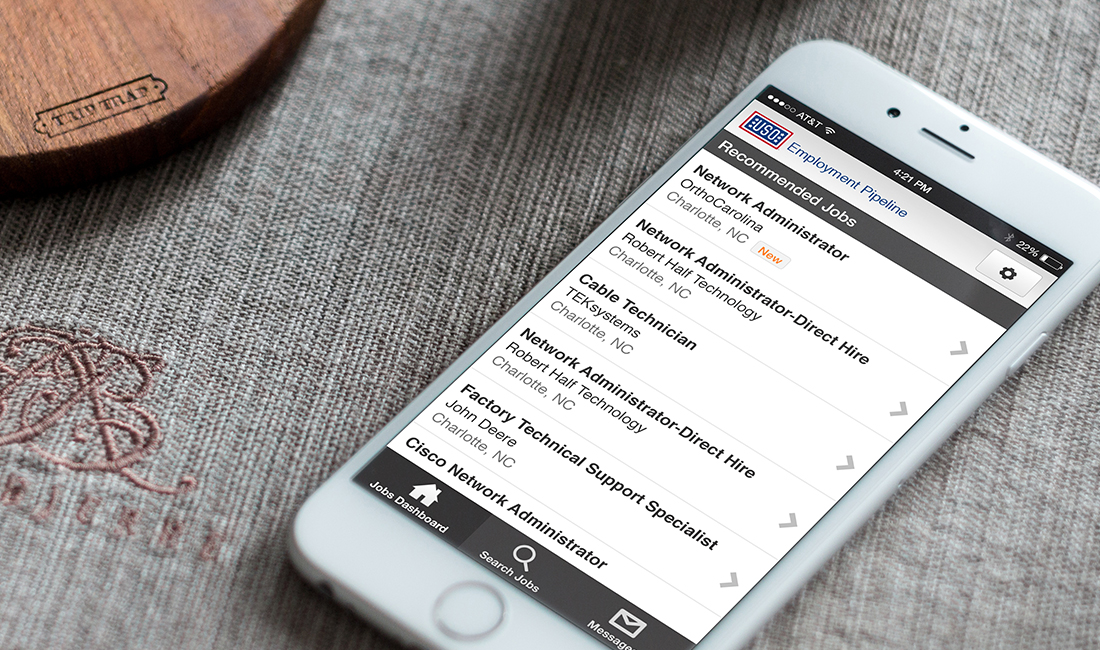 TRIP TRAP
AT&T
4:21 PM
22%
USO
Employment Pipeline
Recommended Jobs
Network Administrator
OrthoCarolina
Charlotte, NC New
Network Administrator-Direct Hire
Robert Half Technology
Charlotte, NC
Cable Technician
TEKsystems
Charlotte, NC
Network Administrator-Direct Hire
Robert Half Technology
Charlotte, NC
Factory Technical Support Specialist
John Deere
Charlotte, NC
Cisco Network Administrator
Jobs Dashboard
Search Jobs
Message